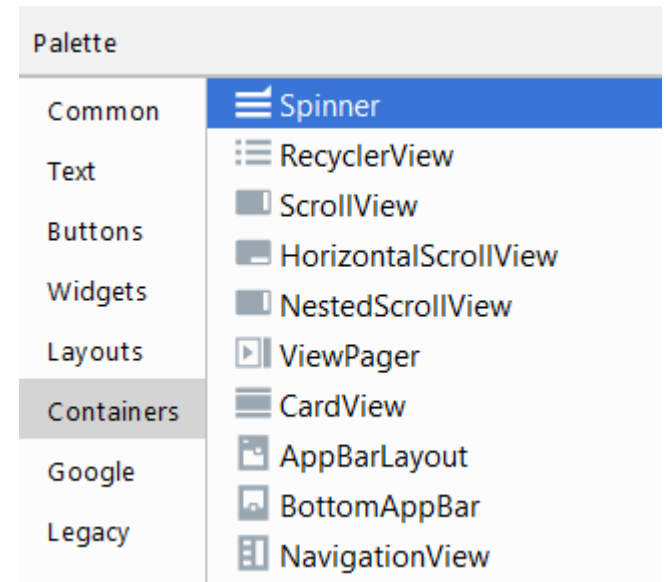 Palette
Common
Text
Buttons
Widgets
Layouts
Containers
Google
Legacy
Spinner
RecyclerView
ScrollView
HorizontalScrollView
NestedScrollView
ViewPager
CardView
AppBarLayout
BottomAppBar
NavigationView